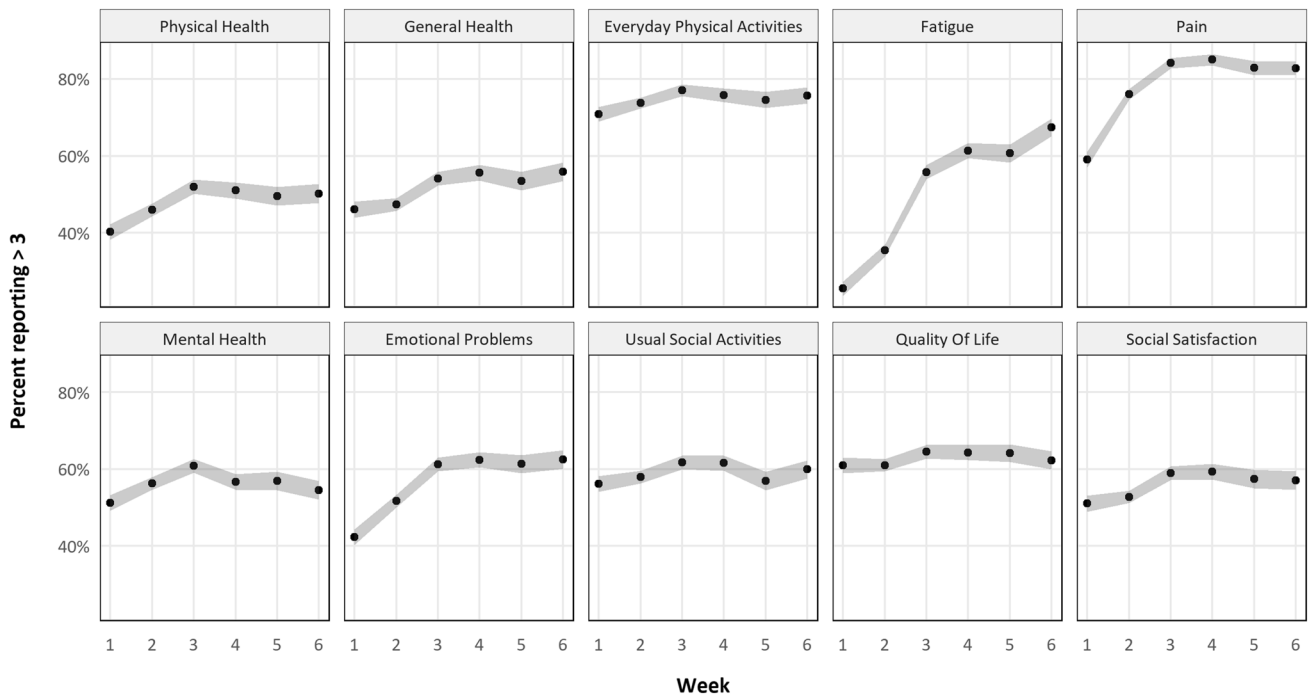 Physical Health
General Health
Everyday Physical Activities
Fatigue
Pain
80%
60%
40%
Percent reporting > 3
Mental Health
Emotional Problems
Usual Social Activities
Quality Of Life
Social Satisfaction
80%
60%
40%
1 2 3 4 5 6
1 2 3 4 5 6
1 2 3 4 5 6
1 2 3 4 5 6
1 2 3 4 5 6
Week